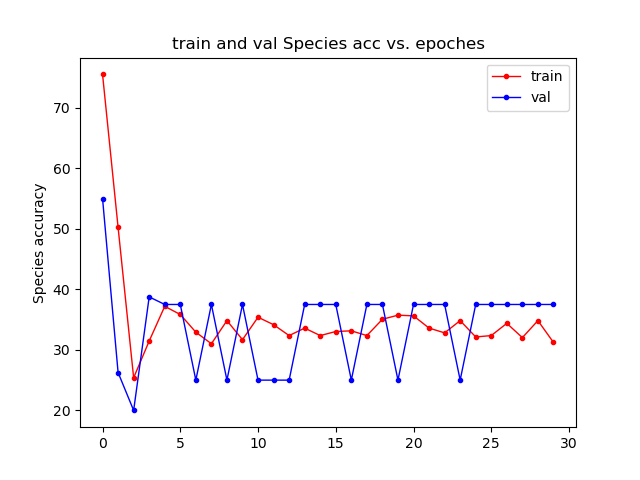 train and val Species acc vs. epoches
train
val
Species accuracy
70
60
50
40
30
20
0 5 10 15 20 25 30